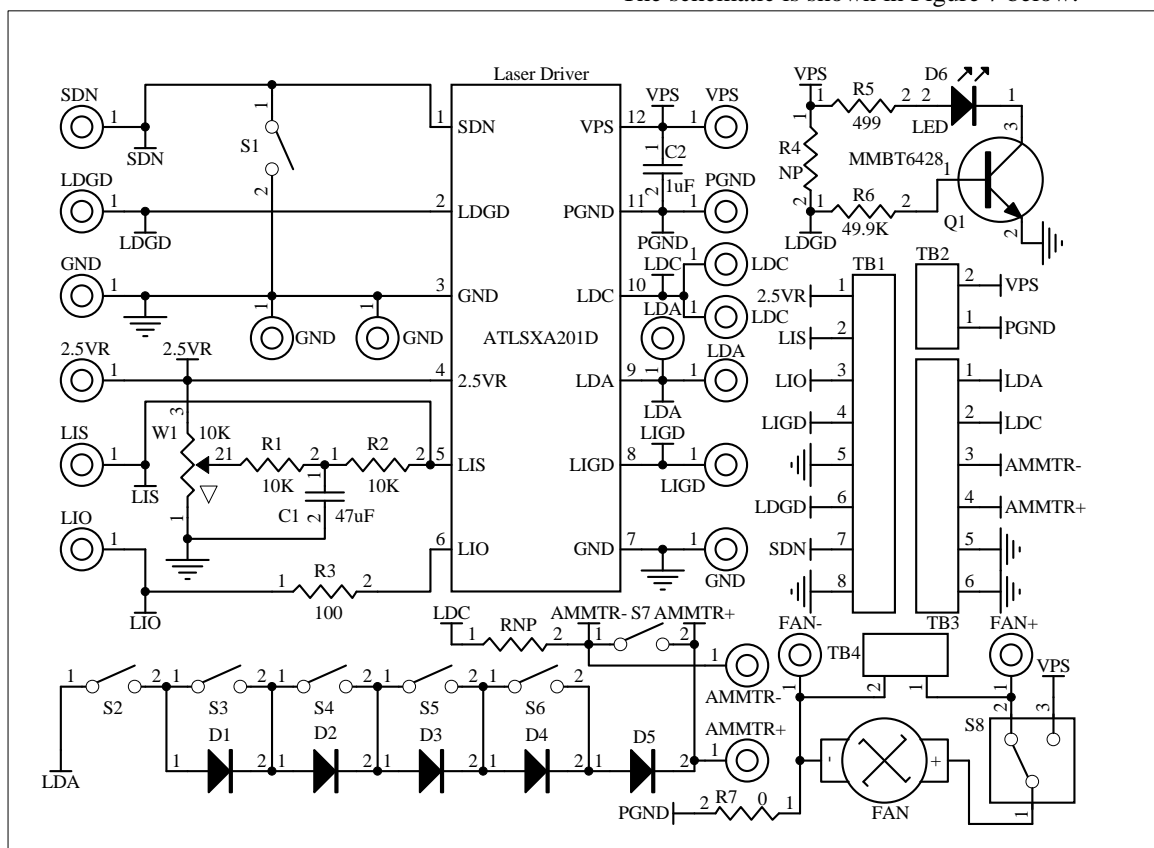 The schematic is shown in Figure 7 below.
Laser Driver
SDN 1 SDN
1 S1 2
1 SDN
LDGD 1 LDGD
2 LDGD
GND 1
3 GND
1 GND
1 GND
2.5VR 1 2.5VR
4 2.5VR
LIS 1 LIS
W1 10K 3 2 1
1 R1 2 10K
1 R2 2 10K
5 LIS
1 C1 2 47uF
LIO 1 LIO
1 R3 2 100
6 LIO
ATLSXA201D
VPS 12 VPS
1 VPS
1 C2 2 1uF
PGND 11 PGND
1 PGND
LDC 10 LDC
1 LDC
1 LDC
LDA 9 LDA
LDA 1
1 LDA
LIGD 8 LIGD
1 LIGD
GND 7
1 GND
VPS
1 R5 2 499
2 D6 1 LED
1 R4 2 NP
MMBT6428
1 3 2 Q1
1 R6 2 49.9K
LDGD
TB1
2.5VR 1
LIS 2
LIO 3
LIGD 4
5
LDGD 6
SDN 7
8
TB2
2 VPS
1 PGND
1 LDA
2 LDC
3 AMMTR-
4 AMMTR+
5
6
TB3
LDC 1 RNP 2
AMMTR- S7 AMMTR+
1 2
1 AMMTR-
AMMTR+ 1
LDA
1 S2 2
1 S3 2
1 S4 2
1 S5 2
1 S6 2
1 D1 2
1 D2 2
1 D3 2
1 D4 2
1 D5 2
FAN- 1
TB4 2 1
FAN+ 1
VPS
S8 2 3 1
- +
FAN
PGND 2 R7 0 1